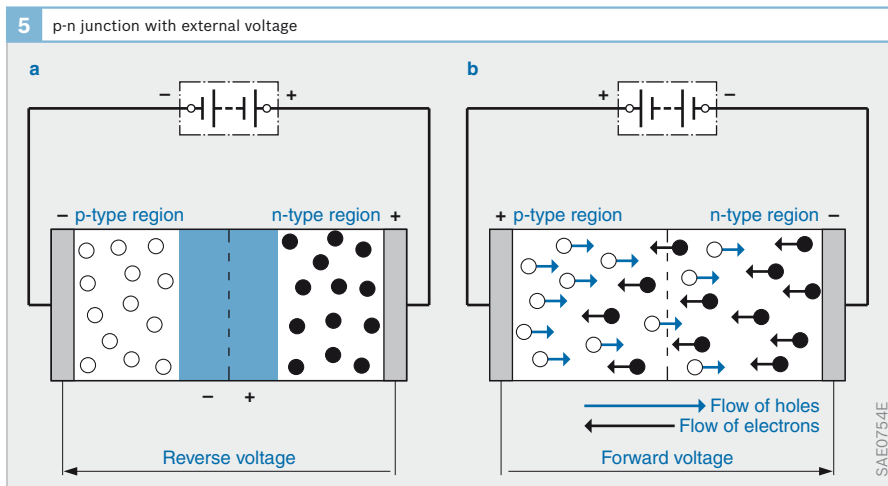 5 p-n junction with external voltage
a
− +
− p-type region n-type region +
− +
Reverse voltage
b
+ −
+ p-type region n-type region −
Flow of holes
Flow of electrons
Forward voltage
SAE0754E